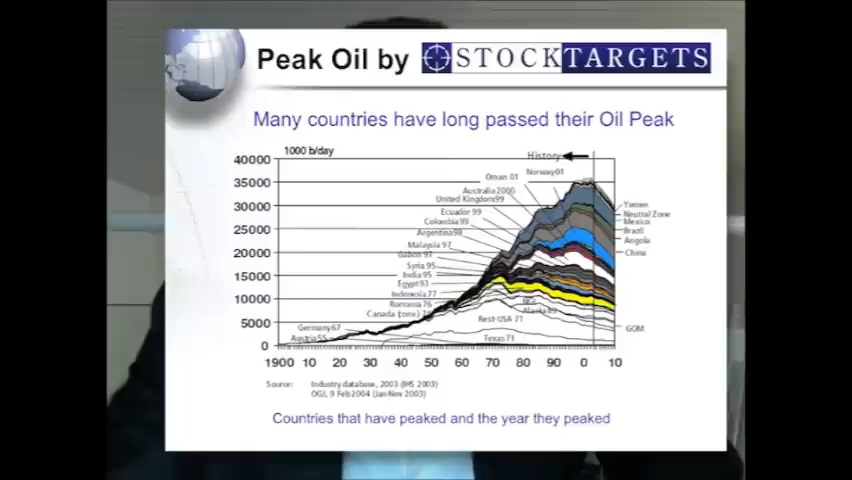 Peak Oil by STOCKTARGETS
Many countries have long passed their Oil Peak
1000 b/day
40000
35000
30000
25000
20000
15000
10000
5000
0
History
Norway01
Oman 01
Australia 2000
United Kingdom99
Ecuador 99
Colombia99
Argentina98
Malaysia 97
Gabon 97
Syria 95
India 95
Egypt 93
Indonesia 77
Romania 76
Canada (conv.)
Germany67
Austria 55
Rest-USA 71
Texas 71
Alaska 89
Yemen
Neutral Zone
Mexico
Brazil
Angola
China
GOM
1900 10 20 30 40 50 60 70 80 90 0 10
Source: Industry database, 2003 (IHS 2003)
OGJ, 9 Feb 2004 (Jan-Nov 2003)
Countries that have peaked and the year they peaked